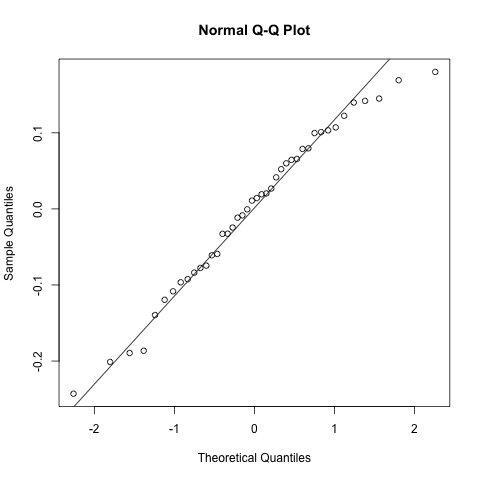 Normal Q-Q Plot
Sample Quantiles
0.1
0.0
-0.1
-0.2
-2 -1 0 1 2
Theoretical Quantiles